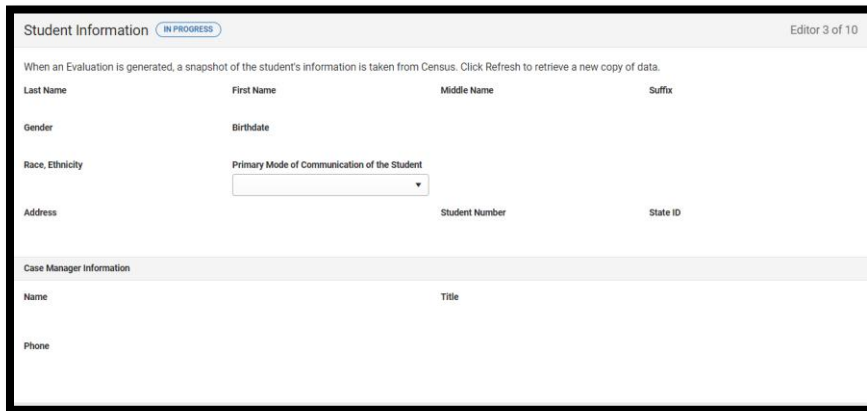 Student Information IN PROGRESS Editor 3 of 10
When an Evaluation is generated, a snapshot of the student's information is taken from Census. Click Refresh to retrieve a new copy of data.
Last Name First Name Middle Name Suffix
Gender Birthdate
Race, Ethnicity Primary Mode of Communication of the Student
Address Student Number State ID
Case Manager Information
Name Title
Phone